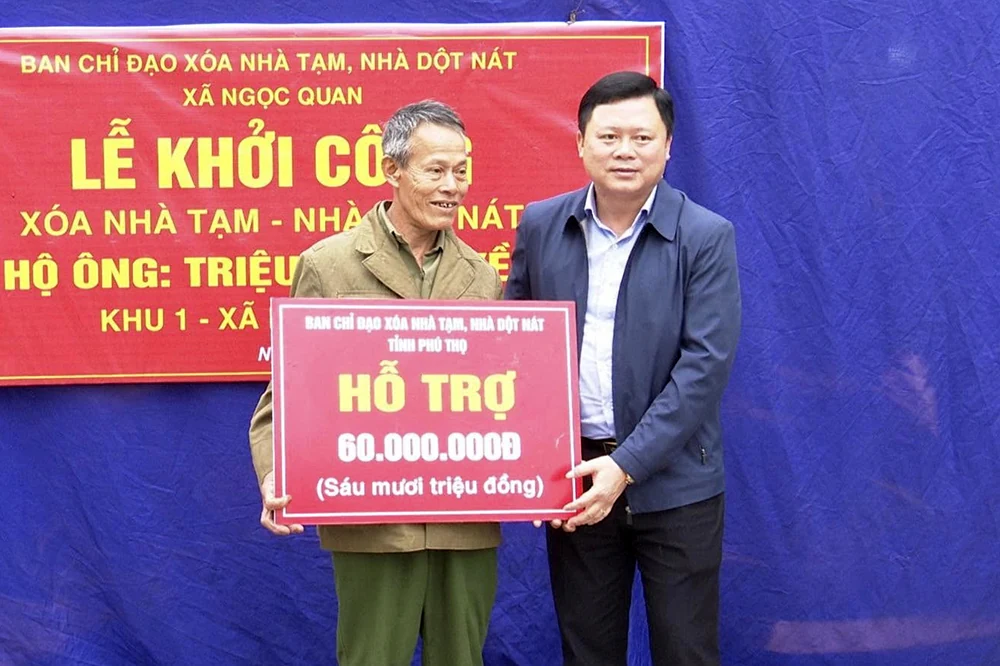 BAN CHỈ ĐẠO XÓA NHÀ TẠM, NHÀ DỘT NÁT
XÃ NGỌC QUAN
LỄ KHỞI
XÓA NHÀ TẠM - NHÀ NÁT
HỘ ÔNG: TRIỆU
KHU 1 - XÃ
BAN CHỈ ĐẠO XÓA NHÀ TẠM, NHÀ DỘT NÁT
TỈNH PHÚ THỌ
HỖ TRỢ
60.000.000Đ
(Sáu mươi triệu đồng)